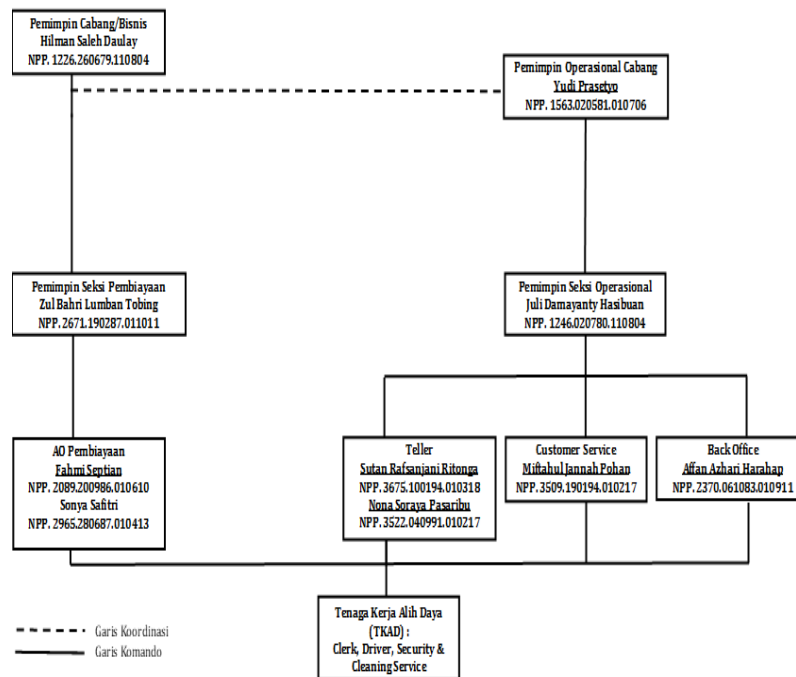 Pemimpin Cabang/Bisnis
Hilman Saleh Daulay
NPP. 1226.260679.110804
Pemimpin Operasional Cabang
Yudi Prasetyo
NPP. 1563.020581.010706
Pemimpin Seksi Pembiayaan
Zul Bahri Lumban Tobing
NPP. 2671.190287.011011
Pemimpin Seksi Operasional
Juli Damayanty Hasibuan
NPP. 1246.020780.110804
AO Pembiayaan
Fahmi Septian
NPP. 2089.200986.010610
Sonya Safitri
NPP. 2965.280687.010413
Teller
Sutan Rafsanjani Ritonga
NPP. 3675.100194.010318
Nona Soraya Pasaribu
NPP. 3522.040991.010217
Customer Service
Miftahul Jannah Pohan
NPP. 3509.190194.010217
Back Office
Affan Azhari Harahap
NPP. 2370.061083.010911
Tenaga Kerja Alih Daya
(TKAD) :
Clerk, Driver, Security &
Cleaning Service
Garis Koordinasi
Garis Komando